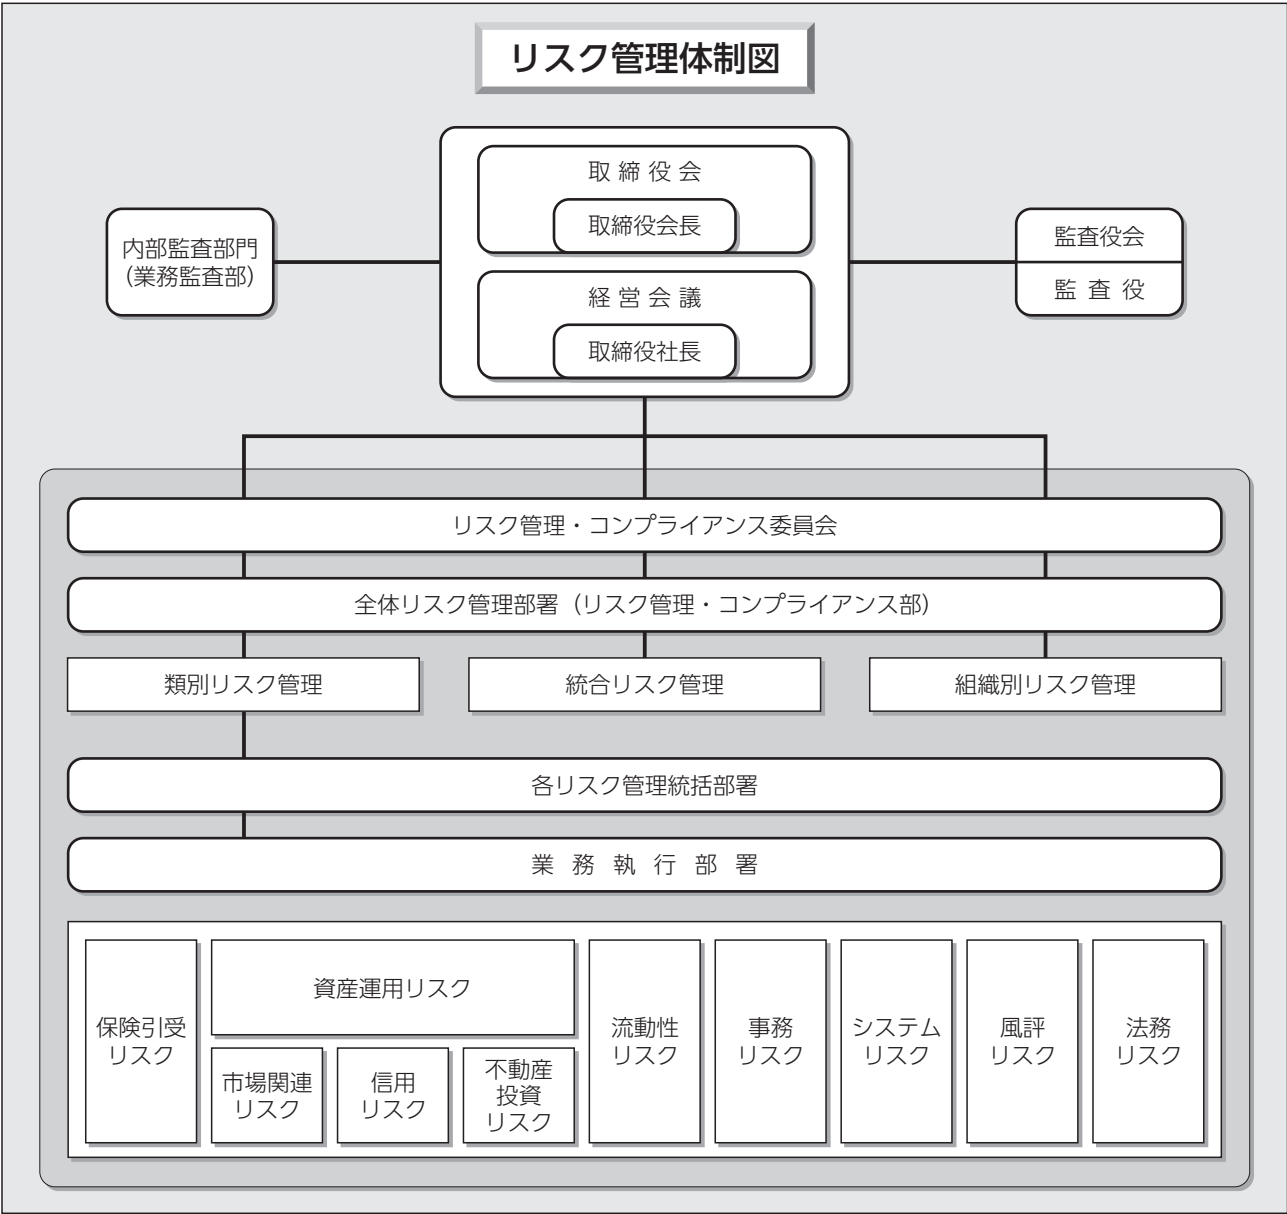 リスク管理体制図
取締役会
取締役会長
経営会議
取締役社長
内部監査部門
（業務監査部）
監査役会
監査役
リスク管理・コンプライアンス委員会
全体リスク管理部署（リスク管理・コンプライアンス部）
類別リスク管理
統合リスク管理
組織別リスク管理
各リスク管理統括部署
業務執行部署
保険引受
リスク
資産運用リスク
市場関連
リスク
信用
リスク
不動産
投資
リスク
流動性
リスク
事務
リスク
システム
リスク
風評
リスク
法務
リスク